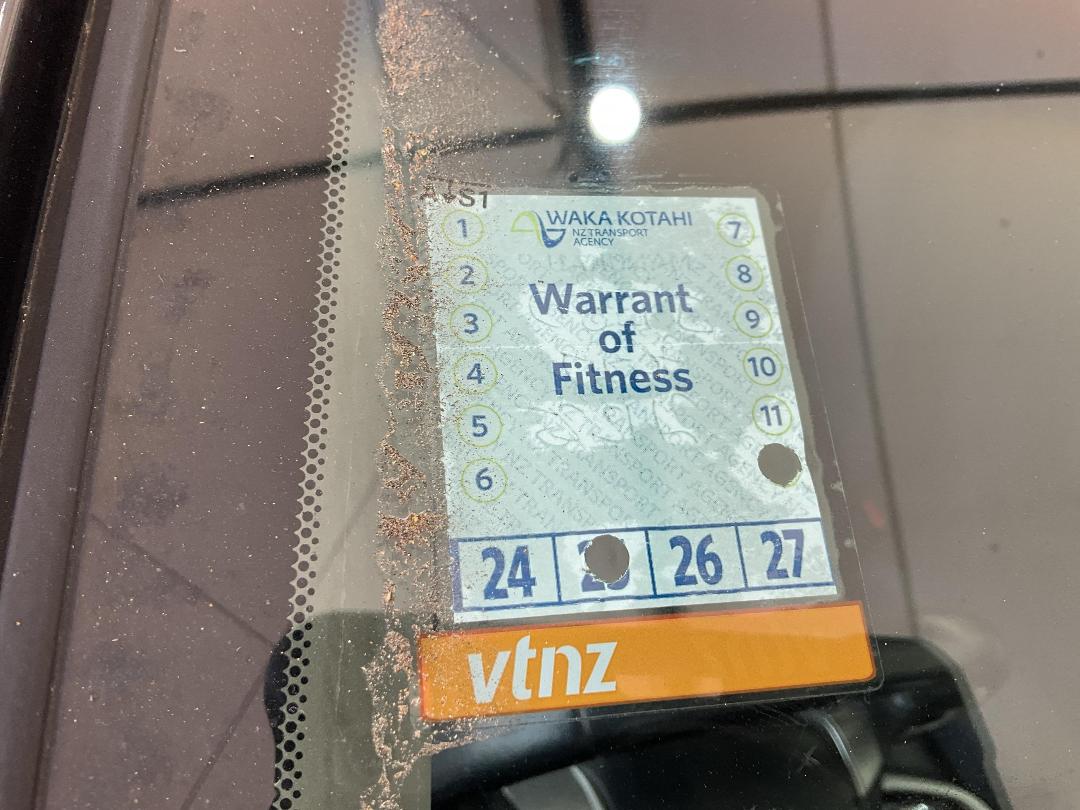 AS1
WAKA KOTAHI
NZ TRANSPORT
AGENCY
Warrant
of
Fitness
1
2
3
4
5
6
7
8
9
10
11
24 26 27
vtnz